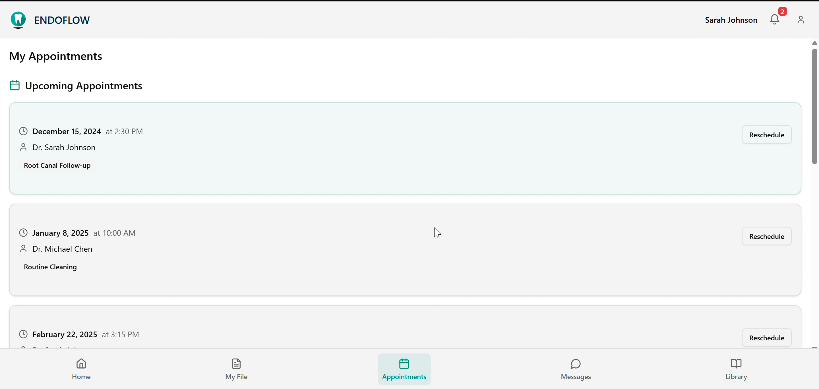 ENDOFLOW
Sarah Johnson
2
My Appointments
Upcoming Appointments
December 15, 2024 at 2:30 PM
Reschedule
Dr. Sarah Johnson
Root Canal Follow-up
January 8, 2025 at 10:00 AM
Reschedule
Dr. Michael Chen
Routine Cleaning
February 22, 2025 at 3:15 PM
Reschedule
Home
My File
Appointments
Messages
Library